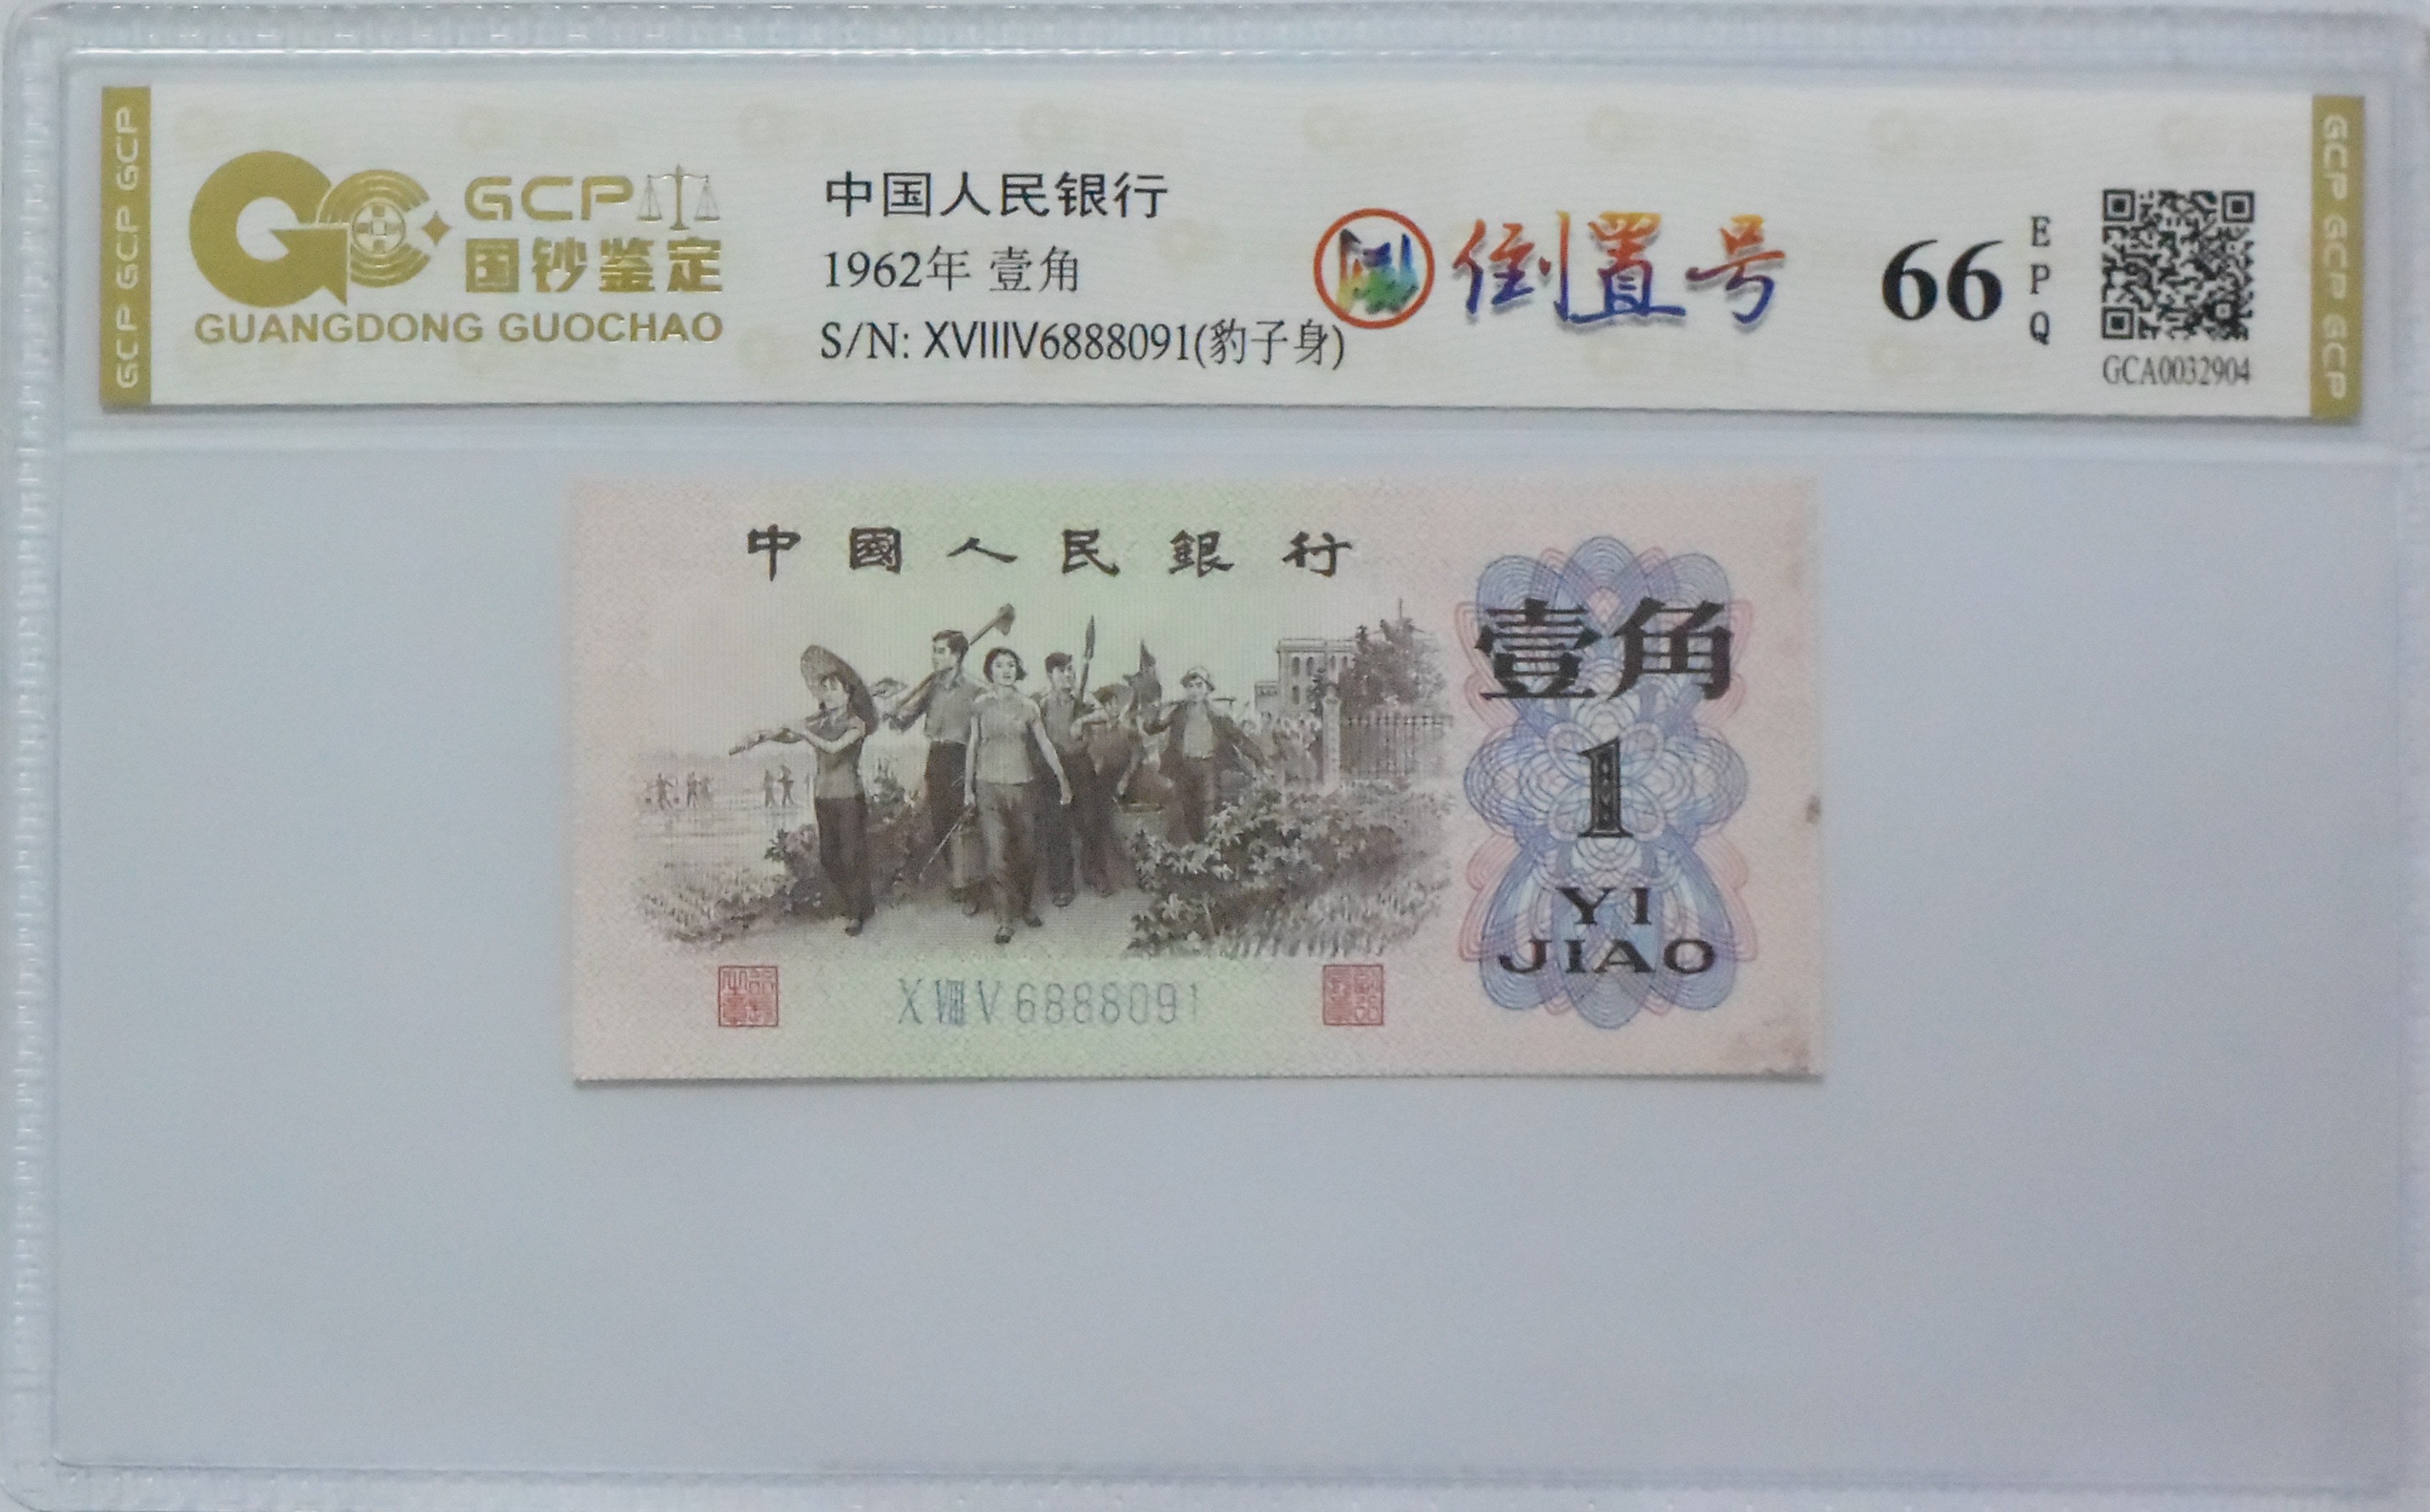 GCP GCP GCP
GCP
国钞鉴定
GUANGDONG GUOCHAO
中国人民银行
1962年 壹角
S/N: XVIIIV6888091(豹子身)
倒置号
66
E
P
Q
GCA0032904
GCP GCP GCP
中國人民銀行
壹角
1
YI
JIAO
X VIII V 6888091